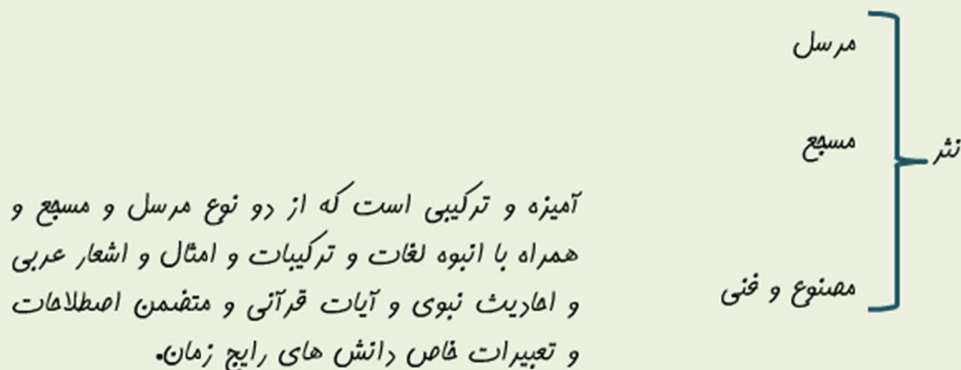 نثر
مرسل
مسجع
مصنوع و فنی
آمیزه و ترکیبی است که از دو نوع مرسل و مسجع و
همراه با انبوه لغات و ترکیبات و امثال و اشعار عربی
و احادیث نبوی و آیات قرآنی و متضمن اصطلاحات
و تعبیرات خاص دانش های رایج زمان.